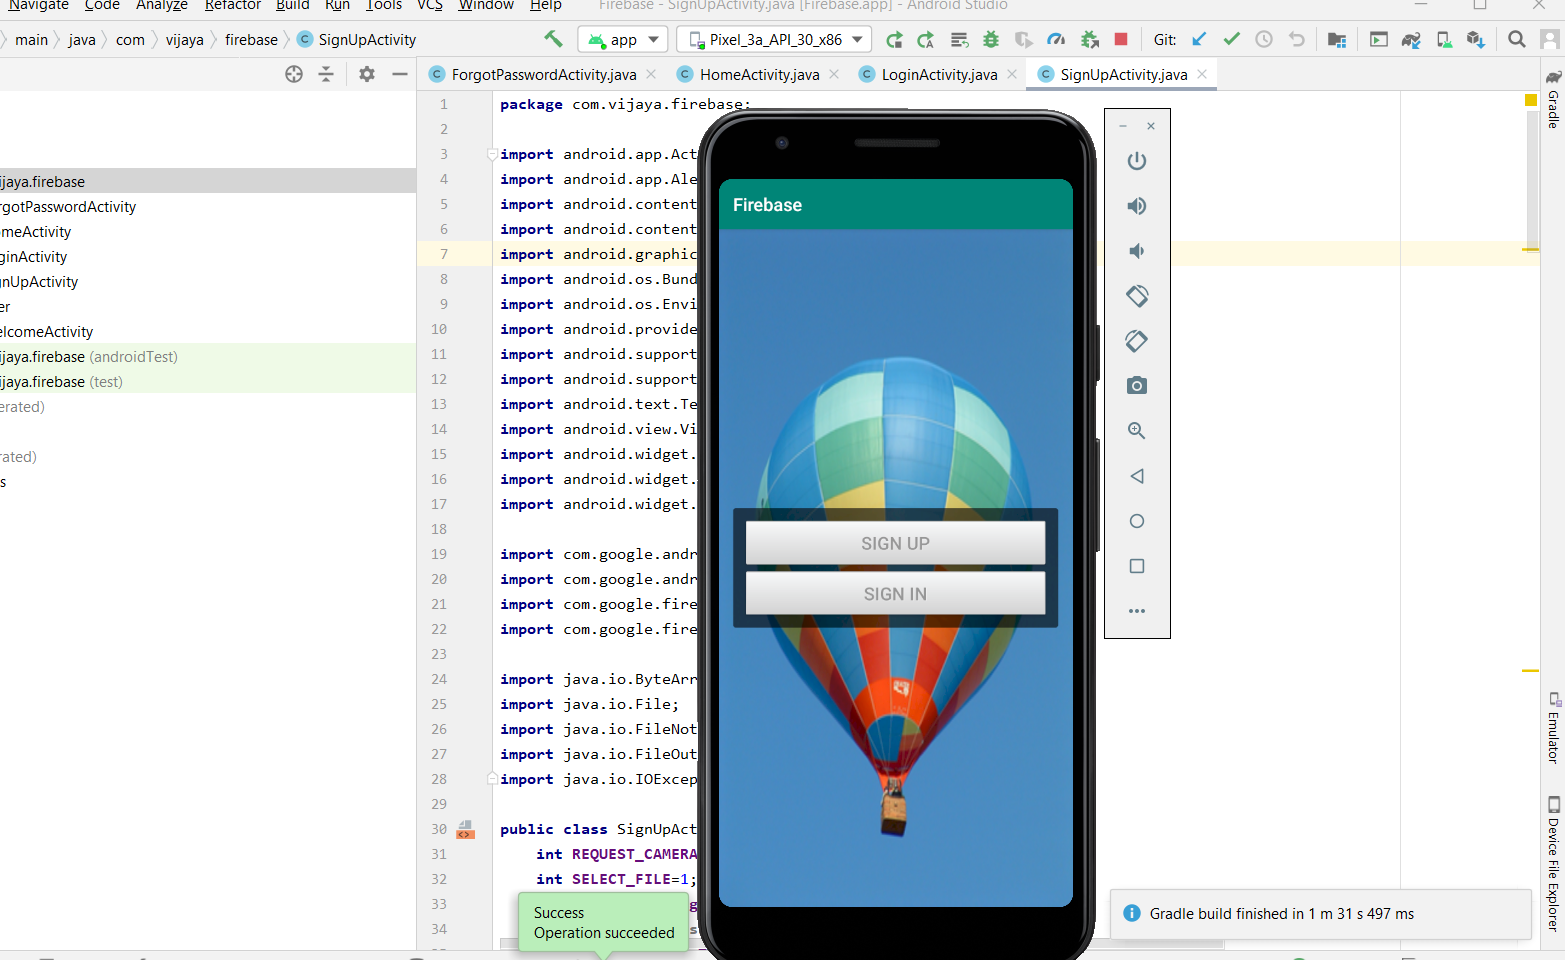 Navigate Code Analyze Refactor Build Run Tools VCS Window Help Firebase - SignUpActivity.java [Firebase.app] - Android Studio
main java com vijaya firebase SignUpActivity app Pixel_3a_API_30_x86 Git:
ForgotPasswordActivity.java HomeActivity.java LoginActivity.java SignUpActivity.java
ijaya.firebase
rgotPasswordActivity
meActivity
ginActivity
nUpActivity
er
elcomeActivity
ijaya.firebase (androidTest)
ijaya.firebase (test)
erated)
rated)
s
1 package com.vijaya.firebase;
2
3 import android.app.Act
4 import android.app.Ale
5 import android.content
6 import android.content
7 import android.graphic
8 import android.os.Bund
9 import android.os.Envi
10 import android.provide
11 import android.support
12 import android.support
13 import android.text.Te
14 import android.view.Vi
15 import android.widget.
16 import android.widget.
17 import android.widget.
18
19 import com.google.andr
20 import com.google.andr
21 import com.google.fire
22 import com.google.fire
23
24 import java.io.ByteArr
25 import java.io.File;
26 import java.io.FileNot
27 import java.io.FileOut
28 import java.io.IOExcep
29
30 public class SignUpAct
31 int REQUEST_CAMERA
32 int SELECT_FILE=1;
33 g
34 s
Success
Operation succeeded
Firebase
SIGN UP
SIGN IN
Gradle build finished in 1 m 31 s 497 ms
Gradle
Emulator
Device File Explorer